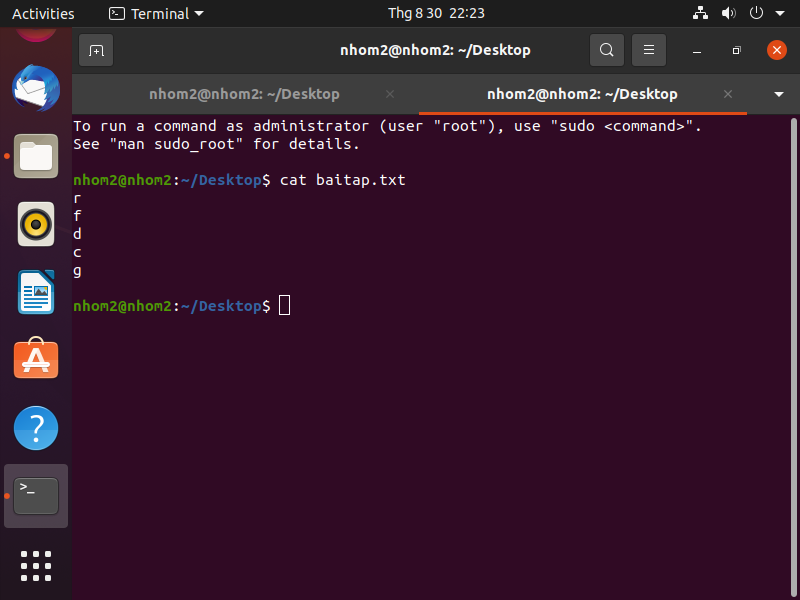 Activities
Terminal
Thg 8 30 22:23
nhom2@nhom2: ~/Desktop
nhom2@nhom2: ~/Desktop
nhom2@nhom2: ~/Desktop
To run a command as administrator (user "root"), use "sudo <command>".
See "man sudo_root" for details.
nhom2@nhom2:~/Desktop$ cat baitap.txt
r
f
d
c
g
nhom2@nhom2:~/Desktop$